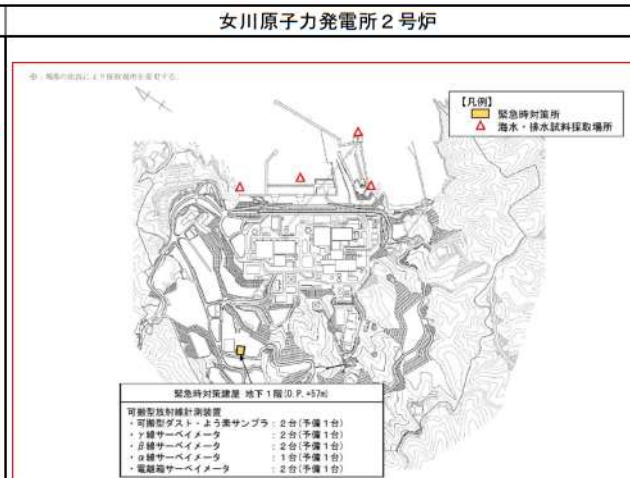 女川原子力発電所２号炉
【凡例】
緊急時対策所
海水・排水試料採取場所
緊急時対策建屋 地下１階(O.P.+57m)
可搬型放射線計測装置
・可搬型ダスト・よう素サンプラ：２台(予備１台)
・γ線サーベイメータ：２台(予備１台)
・β線サーベイメータ：２台(予備１台)
・α線サーベイメータ：１台(予備１台)
・電離箱サーベイメータ：２台(予備１台)